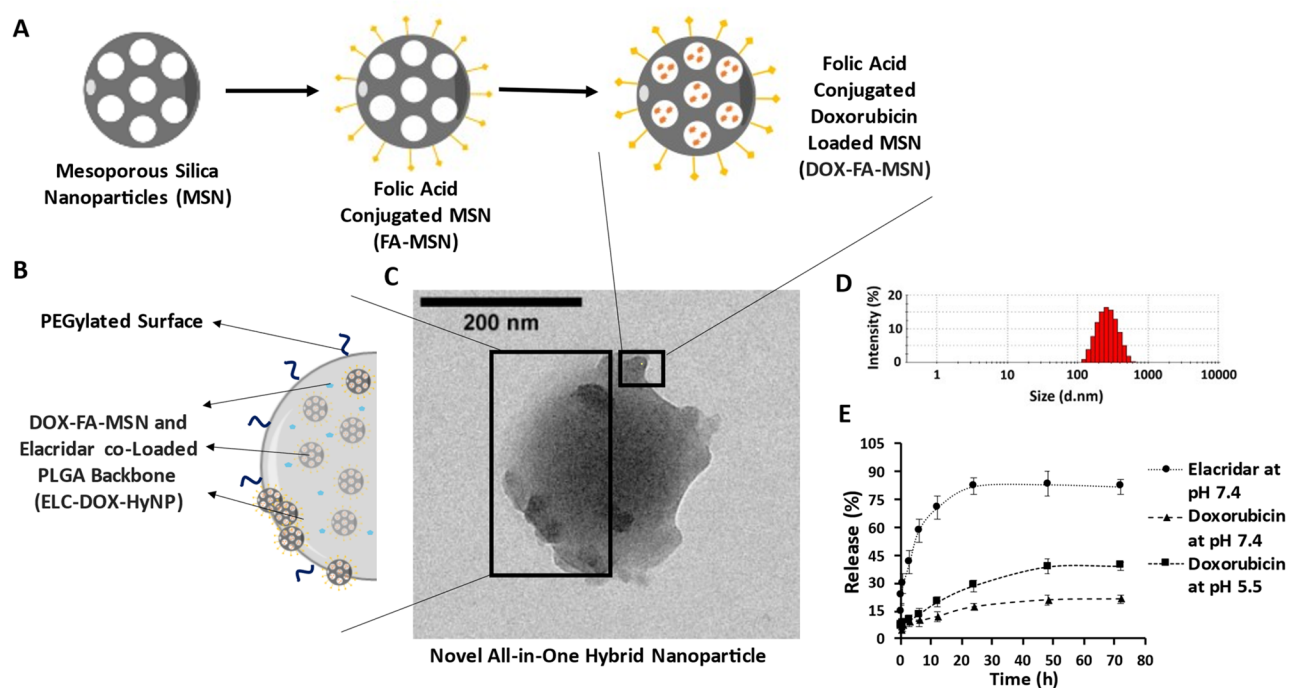 A
Mesoporous Silica
Nanoparticles (MSN)
Folic Acid
Conjugated MSN
(FA-MSN)
Folic Acid
Conjugated
Doxorubicin
Loaded MSN
(DOX-FA-MSN)
B
PEGylated Surface
DOX-FA-MSN and
Elacridar co-Loaded
PLGA Backbone
(ELC-DOX-HyNP)
C
200 nm
Novel All-in-One Hybrid Nanoparticle
D
Intensity (%)
20
10
0
1
10
100
1000
10000
Size (d.nm)
E
Release (%)
105
90
75
60
45
30
15
0
0
10
20
30
40
50
60
70
80
Time (h)
Elacridar at
pH 7.4
Doxorubicin
at pH 7.4
Doxorubicin
at pH 5.5